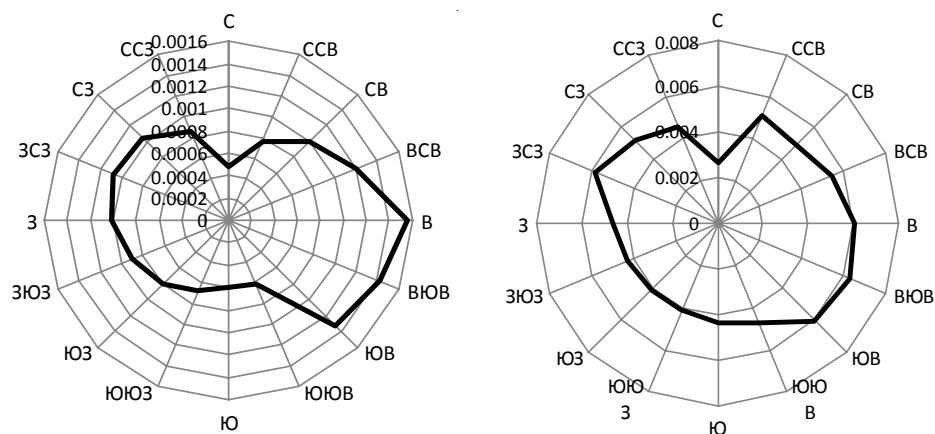 С
ССВ
СВ
ВСВ
В
ВЮВ
ЮВ
ЮЮВ
Ю
ЮЮЗ
ЮЗ
ЗЮЗ
З
ЗСЗ
СЗ
ССЗ
0.0016
0.0014
0.0012
0.001
0.0008
0.0006
0.0004
0.0002
0
С
ССВ
СВ
ВСВ
В
ВЮВ
ЮВ
ЮЮ
В
Ю
ЮЮ
З
ЮЗ
ЗЮЗ
З
ЗСЗ
СЗ
ССЗ
0.008
0.006
0.004
0.002
0